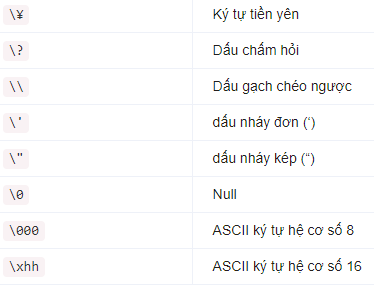 \¥ Ký tự tiền yên
\? Dấu chấm hỏi
\\ Dấu gạch chéo ngược
\' dấu nháy đơn (‘)
\" dấu nháy kép (“)
\0 Null
\000 ASCII ký tự hệ cơ số 8
\xhh ASCII ký tự hệ cơ số 16